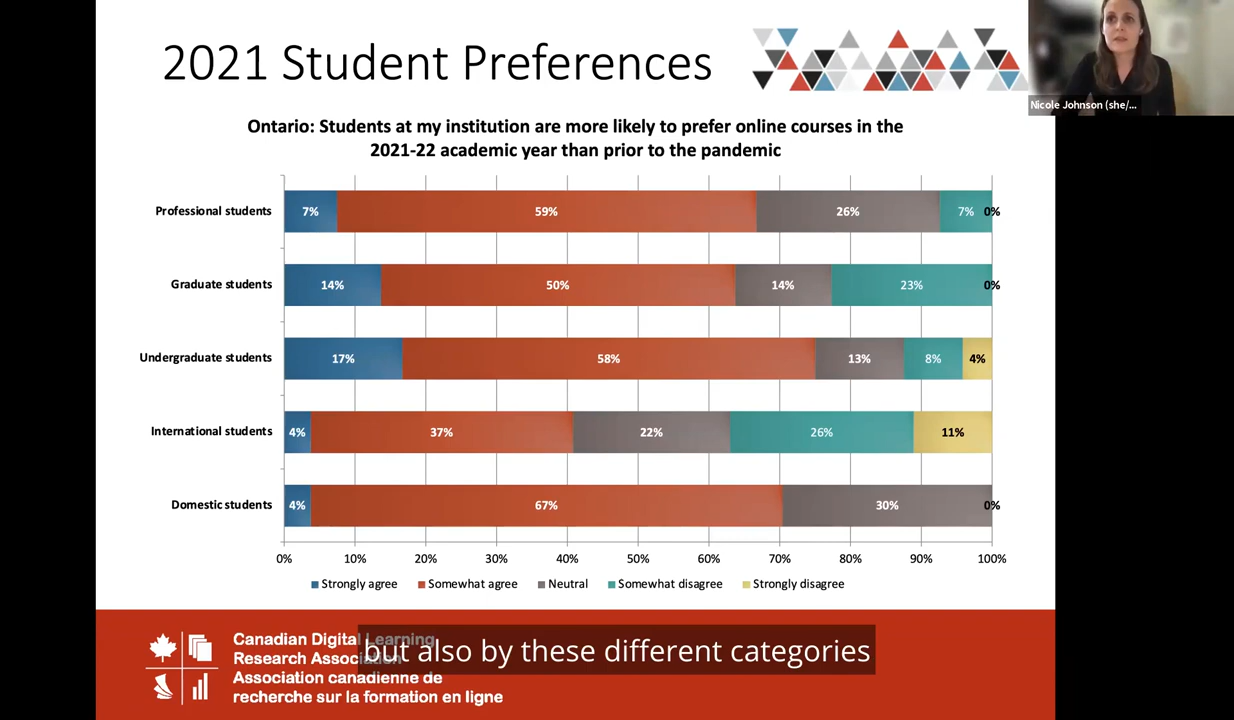 2021 Student Preferences
Nicole Johnson (she/...
Ontario: Students at my institution are more likely to prefer online courses in the
2021-22 academic year than prior to the pandemic
Professional students 7% 59% 26% 7% 0%
Graduate students 14% 50% 14% 23% 0%
Undergraduate students 17% 58% 13% 8% 4%
International students 4% 37% 22% 26% 11%
Domestic students 4% 67% 30% 0%
0% 10% 20% 30% 40% 50% 60% 70% 80% 90% 100%
Strongly agree Somewhat agree Neutral Somewhat disagree Strongly disagree
Canadian Digital Learning
Research Association
Association canadienne de
recherche sur la formation en ligne
but also by these different categories